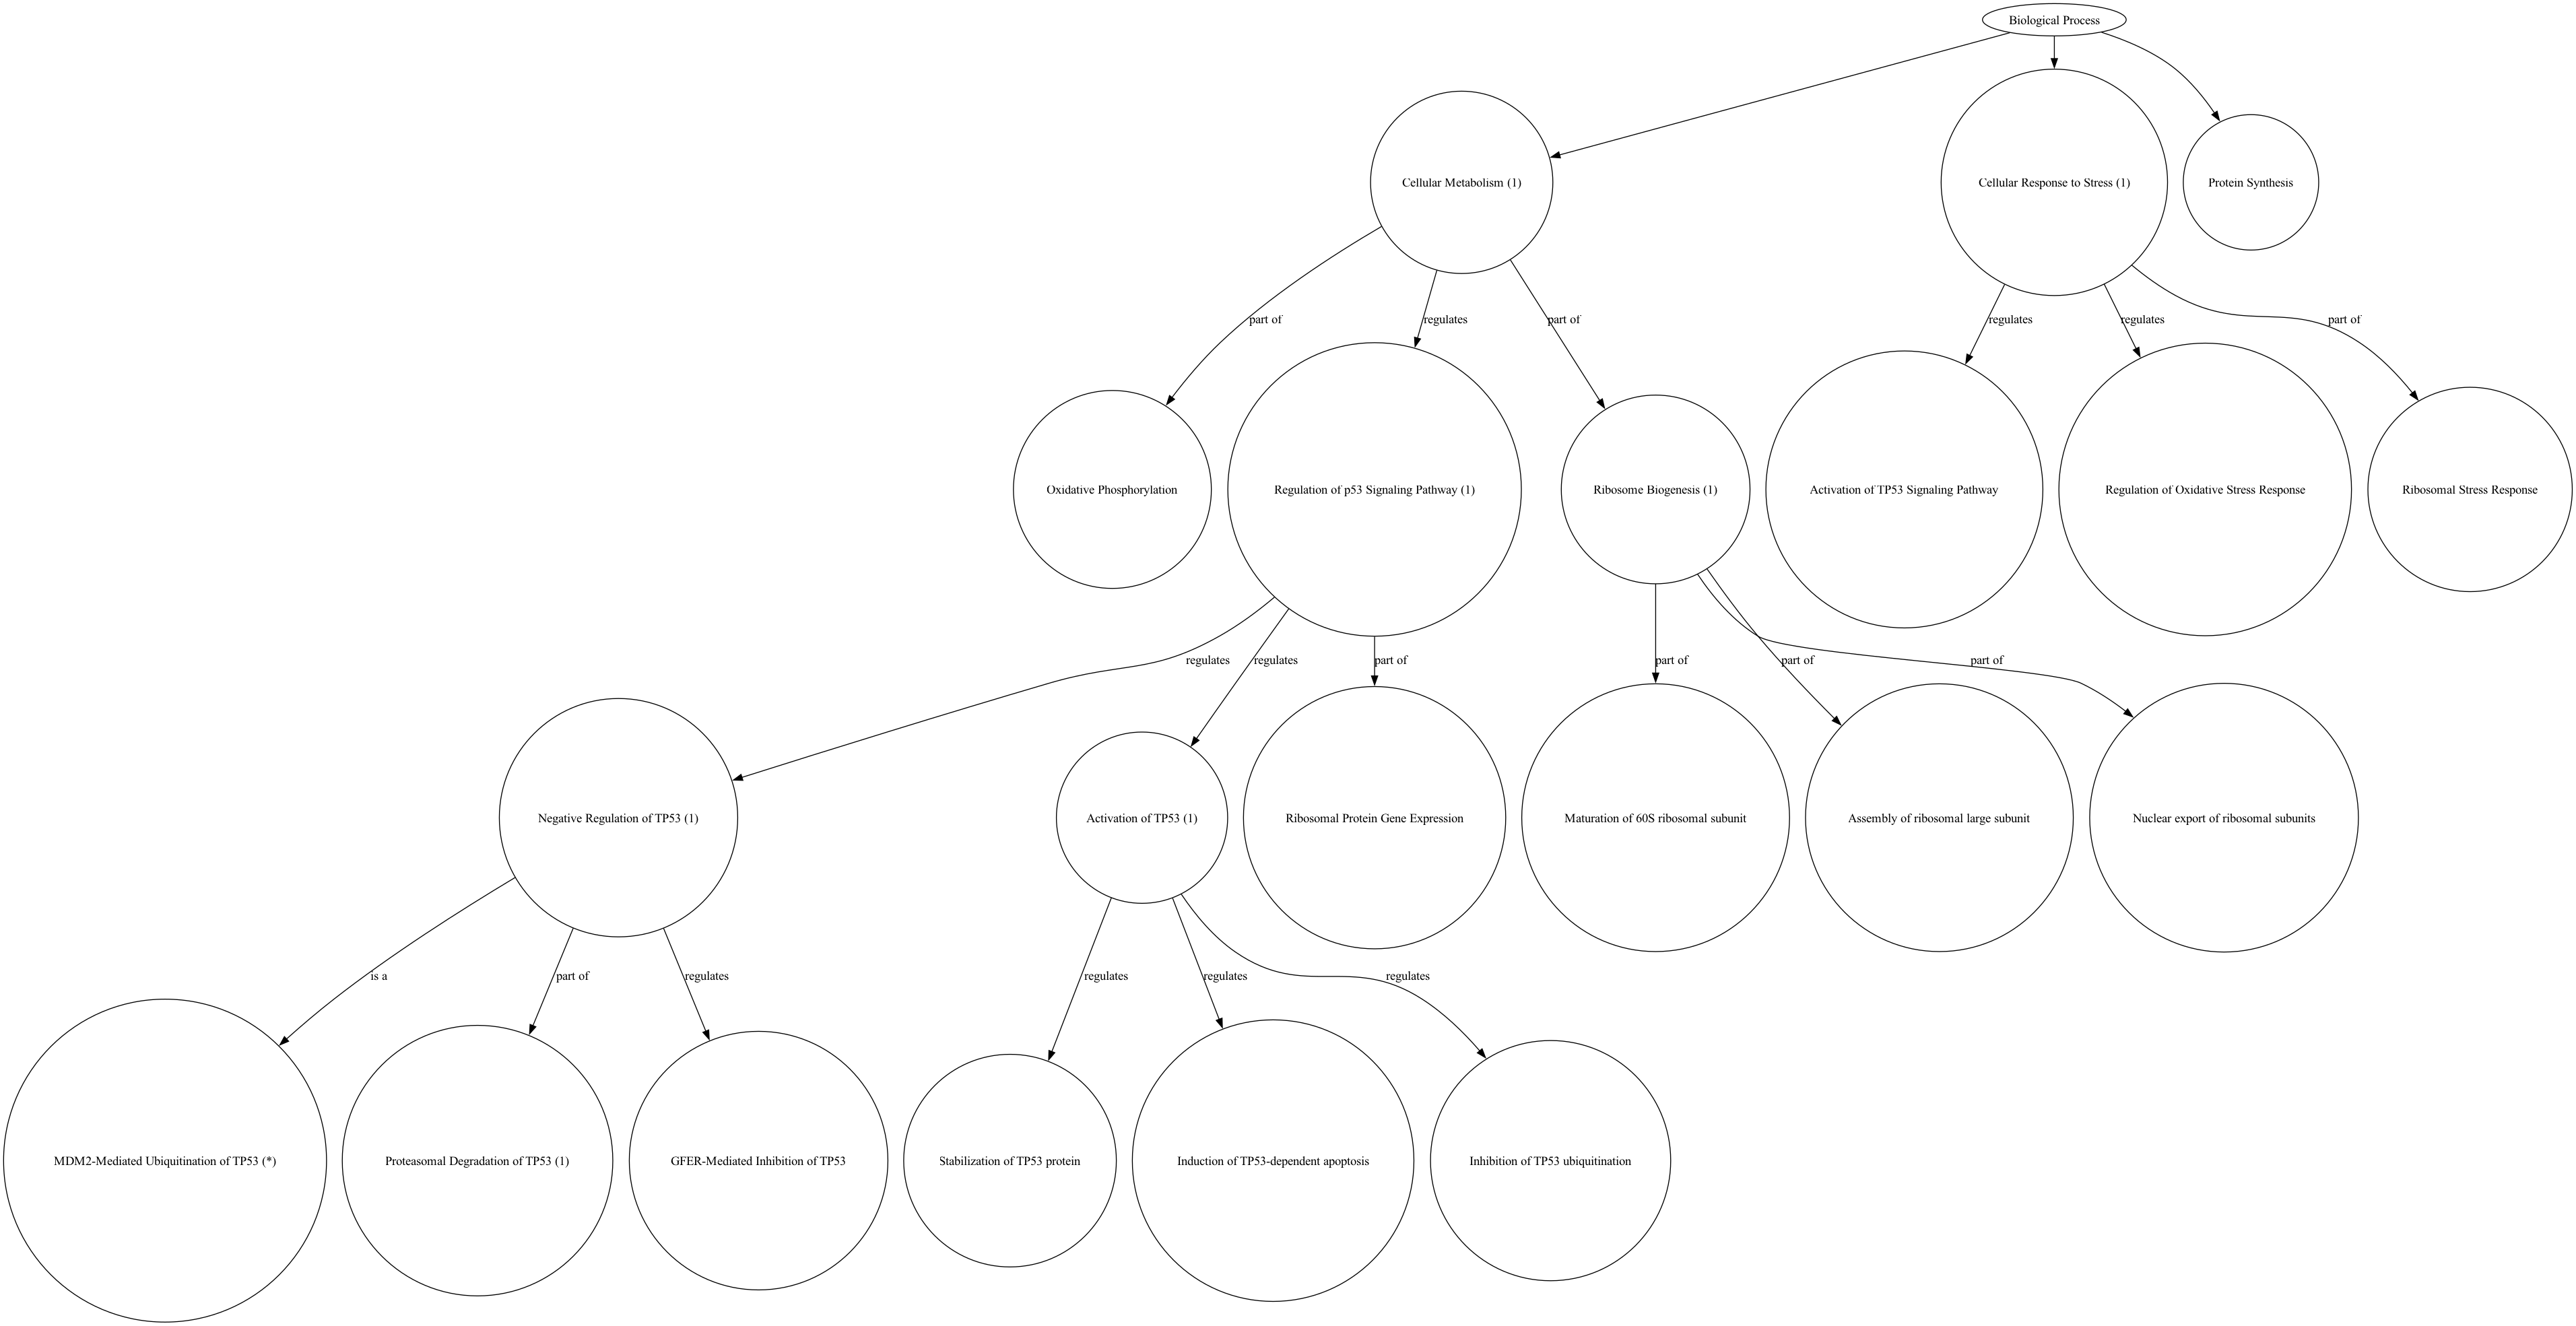 Biological Process
Cellular Metabolism (1)
Cellular Response to Stress (1)
Protein Synthesis
part of
regulates
part of
regulates
regulates
part of
Oxidative Phosphorylation
Regulation of p53 Signaling Pathway (1)
Ribosome Biogenesis (1)
Activation of TP53 Signaling Pathway
Regulation of Oxidative Stress Response
Ribosomal Stress Response
regulates
regulates
part of
part of
part of
part of
Negative Regulation of TP53 (1)
Activation of TP53 (1)
Ribosomal Protein Gene Expression
Maturation of 60S ribosomal subunit
Assembly of ribosomal large subunit
Nuclear export of ribosomal subunits
is a
part of
regulates
regulates
regulates
regulates
MDM2-Mediated Ubiquitination of TP53 (*)
Proteasomal Degradation of TP53 (1)
GFER-Mediated Inhibition of TP53
Stabilization of TP53 protein
Induction of TP53-dependent apoptosis
Inhibition of TP53 ubiquitination